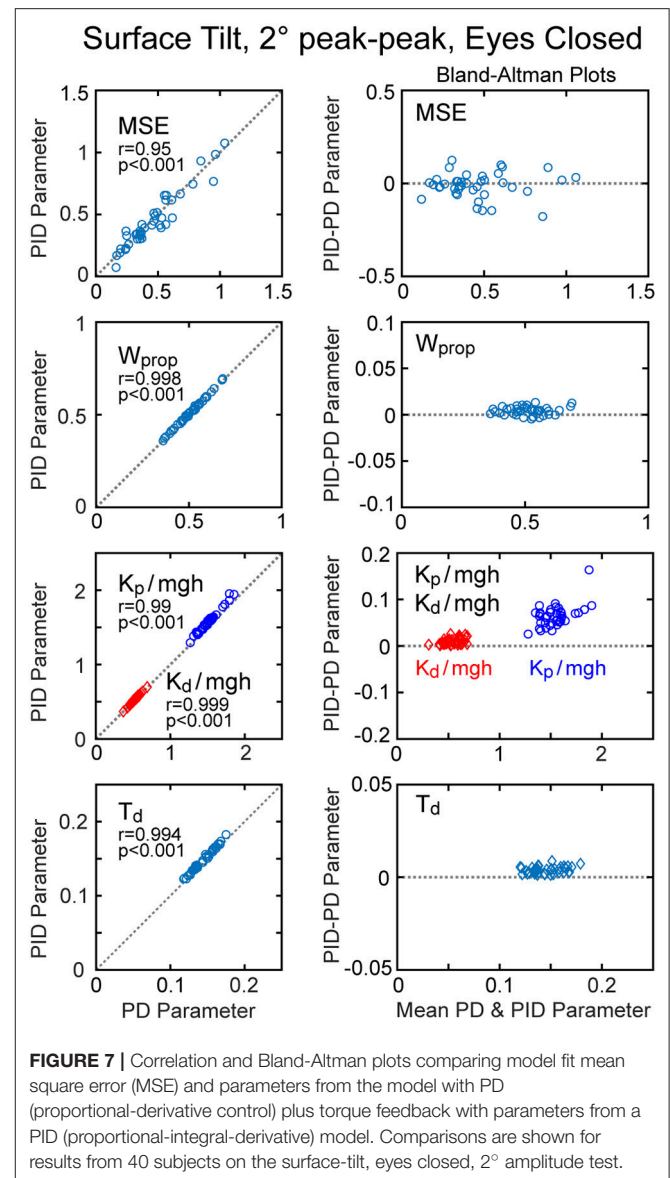 Surface Tilt, 2° peak-peak, Eyes Closed
Bland-Altman Plots
PID Parameter
1.5
1
0.5
0
MSE
r=0.95
p<0.001
0 0.5 1 1.5
PID-PD Parameter
0.5
0
-0.5
MSE
0 0.5 1 1.5
PID Parameter
1
0.5
0
Wprop
r=0.998
p<0.001
0 0.5 1
PID-PD Parameter
0.1
0.05
0
-0.05
-0.1
Wprop
0 0.5 1
PID Parameter
2
1
0
Kp/mgh
r=0.99
p<0.001
Kd/mgh
r=0.999
p<0.001
0 1 2
PID-PD Parameter
0.2
0.1
0
-0.1
-0.2
Kp/mgh
Kd/mgh
Kd/mgh Kp/mgh
0 1 2
PID Parameter
0.2
0.1
0
Td
r=0.994
p<0.001
0 0.1 0.2
PD Parameter
PID-PD Parameter
0.05
0
-0.05
Td
0 0.1 0.2
Mean PD & PID Parameter
FIGURE 7 | Correlation and Bland-Altman plots comparing model fit mean
square error (MSE) and parameters from the model with PD
(proportional-derivative control) plus torque feedback with parameters from a
PID (proportional-integral-derivative) model. Comparisons are shown for
results from 40 subjects on the surface-tilt, eyes closed, 2° amplitude test.